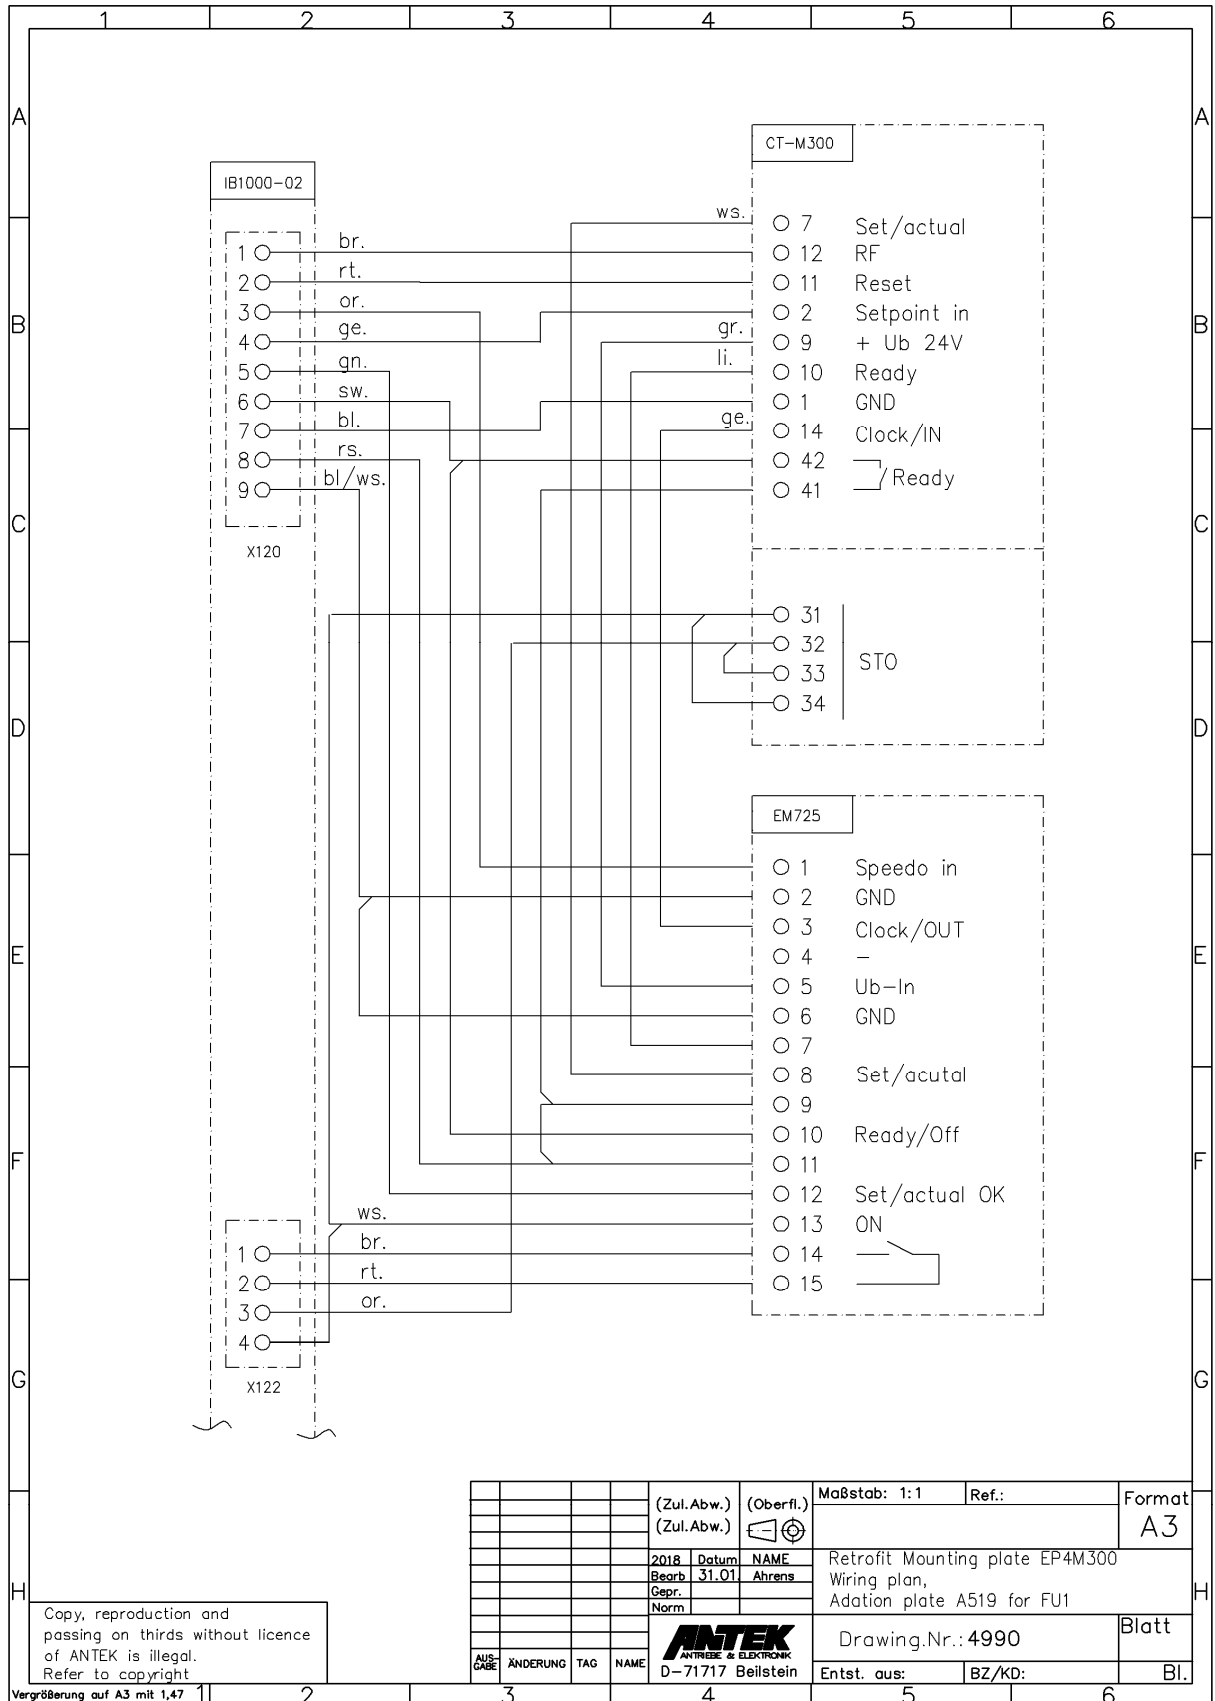 1 2 3 4 5 6
A A
CT-M300
IB1000-02
ws. 7 Set/actual
1 br. 12 RF
2 rt. 11 Reset
3 or. 2 Setpoint in
B B
4 ge. gr. 9 + Ub 24V
5 gn. li. 10 Ready
6 sw. 1 GND
7 bl. ge. 14 Clock/IN
8 rs. 42
/Ready
9 bl/ws. 41
C C
X120
31
32
STO
33
34
D D
EM725
1 Speedo in
2 GND
3 Clock/OUT
E E
4 -
5 Ub-In
6 GND
7
8 Set/acutal
9
10 Ready/Off
F F
11
12 Set/actual OK
ws. 13 ON
1 br. 14
2 rt. 15
3 or.
4
G G
X122
(Zul.Abw.) (Oberfl.) Maßstab: 1:1 Ref.: Format
(Zul.Abw.) A3
2018 Datum NAME
Bearb 31.01. Ahrens
Gepr.
Norm
Retrofit Mounting plate EP4M300
Wiring plan,
Adation plate A519 for FU1
H H
Copy, reproduction and
passing on thirds without licence
of ANTEK is illegal.
Refer to copyright
AUS-
GABE ÄNDERUNG TAG NAME
ANTEK
ANTRIEBE & ELEKTRONIK
D-71717 Beilstein
Drawing.Nr.: 4990 Blatt
Entst. aus: BZ/KD: Bl.
Vergrößerung auf A3 mit 1,47
1 2 3 4 5 6